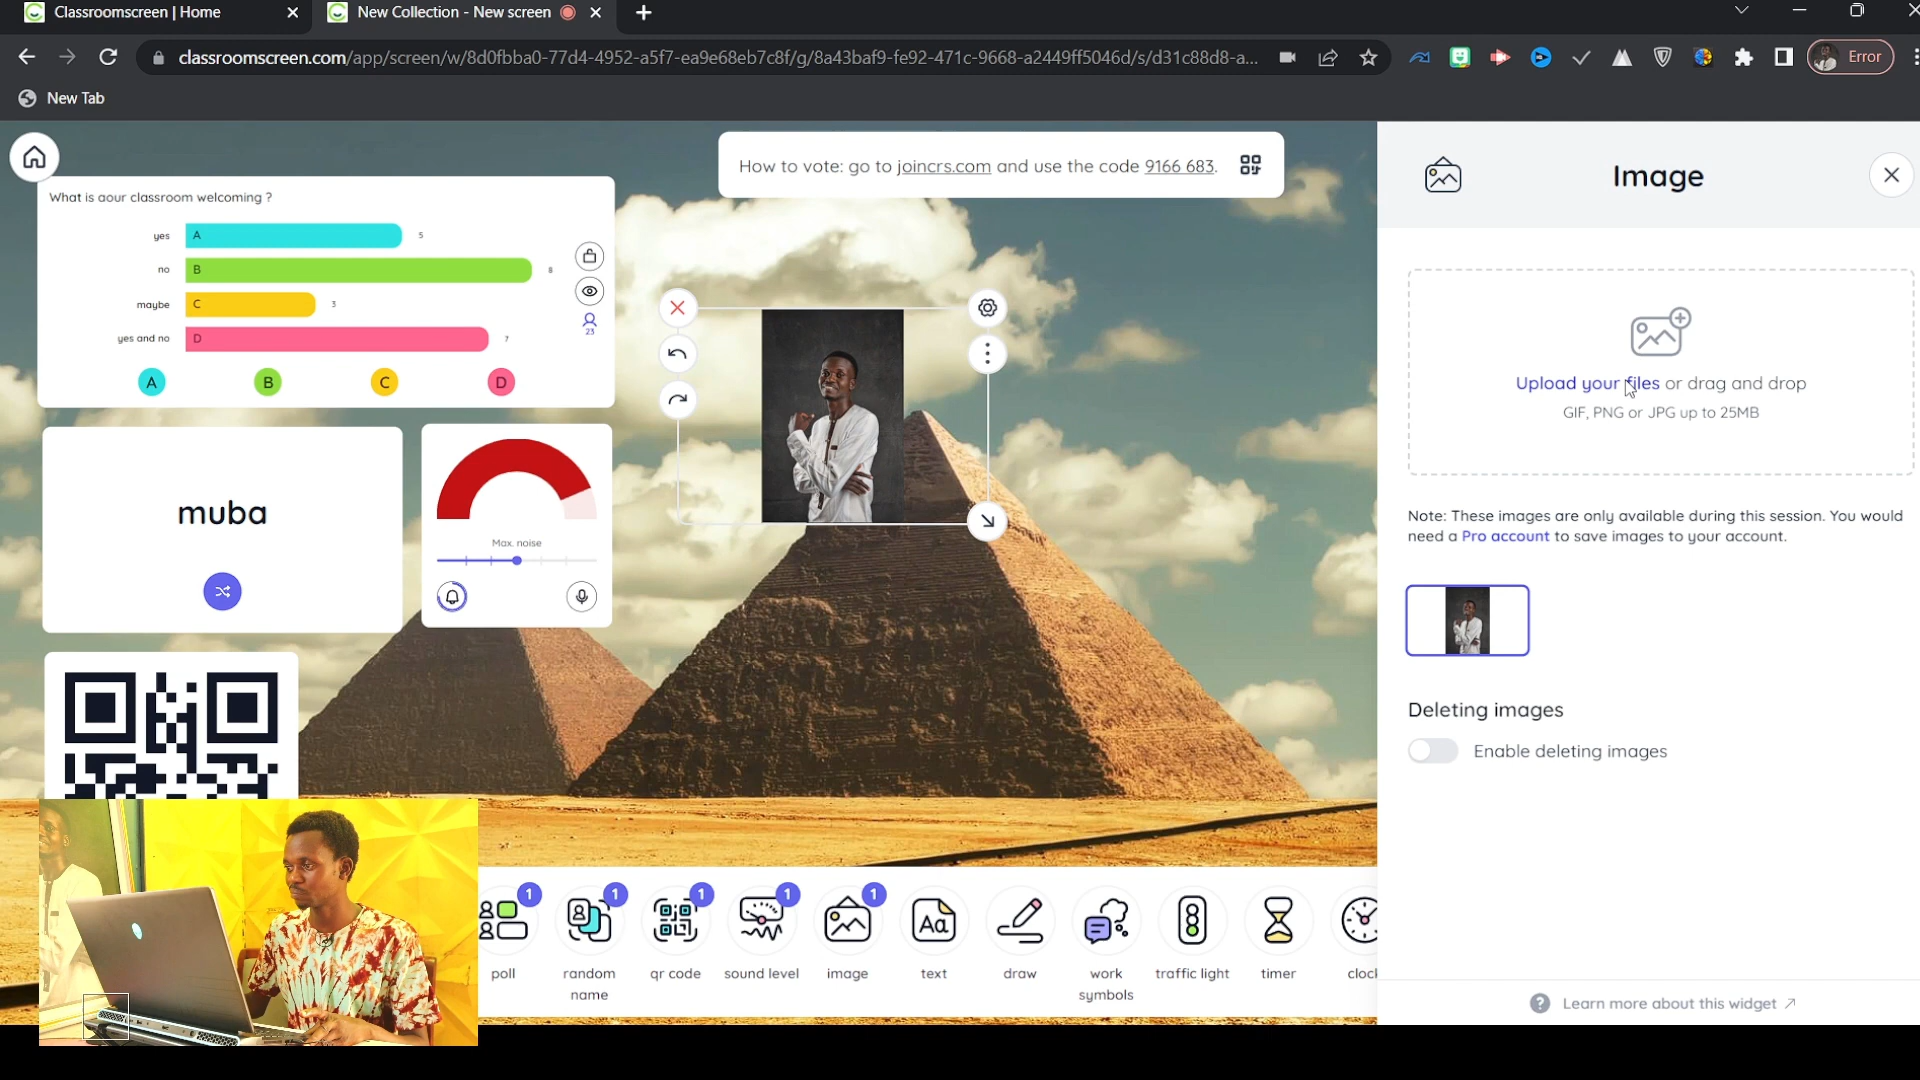 Classroomscreen | Home
New Collection - New screen
classroomscreen.com/app/screen/w/8d0fbba0-77d4-4952-a5f7-ea9e68eb7c8f/g/8a43baf9-fe92-471c-9668-a2449ff5046d/s/d31c88d8-a...
Error
New Tab
How to vote: go to joincrs.com and use the code 9166 683.
What is aour classroom welcoming ?
yes A 5
no B 8
maybe C 3
yes and no D 7
23
A B C D
muba
Max. noise
Image
Upload your files or drag and drop
GIF, PNG or JPG up to 25MB
Note: These images are only available during this session. You would
need a Pro account to save images to your account.
Deleting images
Enable deleting images
1 1 1 1 1
poll random name qr code sound level image text draw work symbols traffic light timer clock
Learn more about this widget